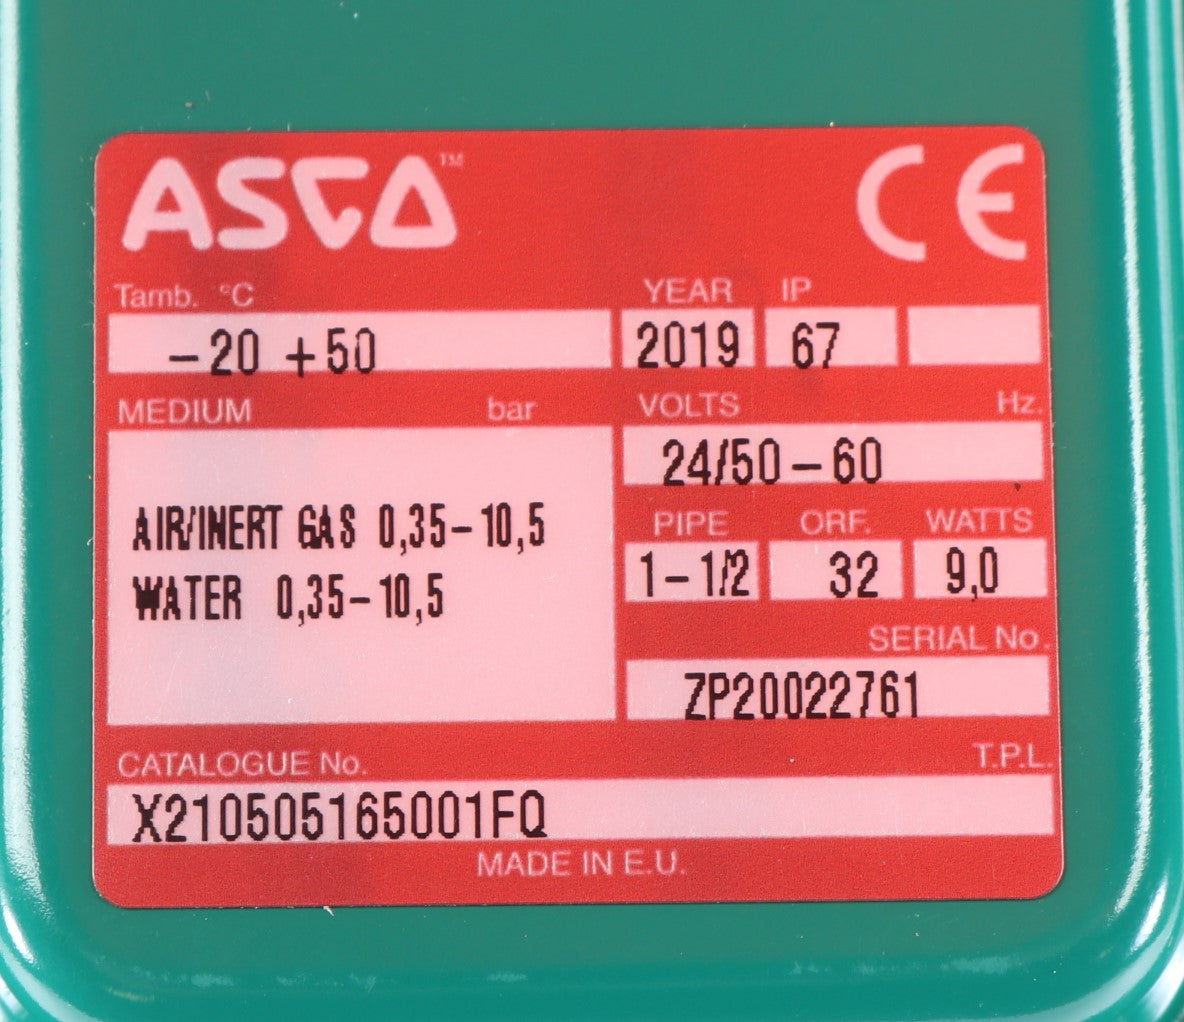 ASCO™ CE
Tamb. °C YEAR IP
-20 +50 2019 67
MEDIUM bar VOLTS Hz.
24/50-60
AIR/INERT GAS 0,35-10,5
WATER 0,35-10,5
PIPE ORF. WATTS
1-1/2 32 9,0
SERIAL No.
ZP20022761
CATALOGUE No. T.P.L.
X210505165001FQ
MADE IN E.U.